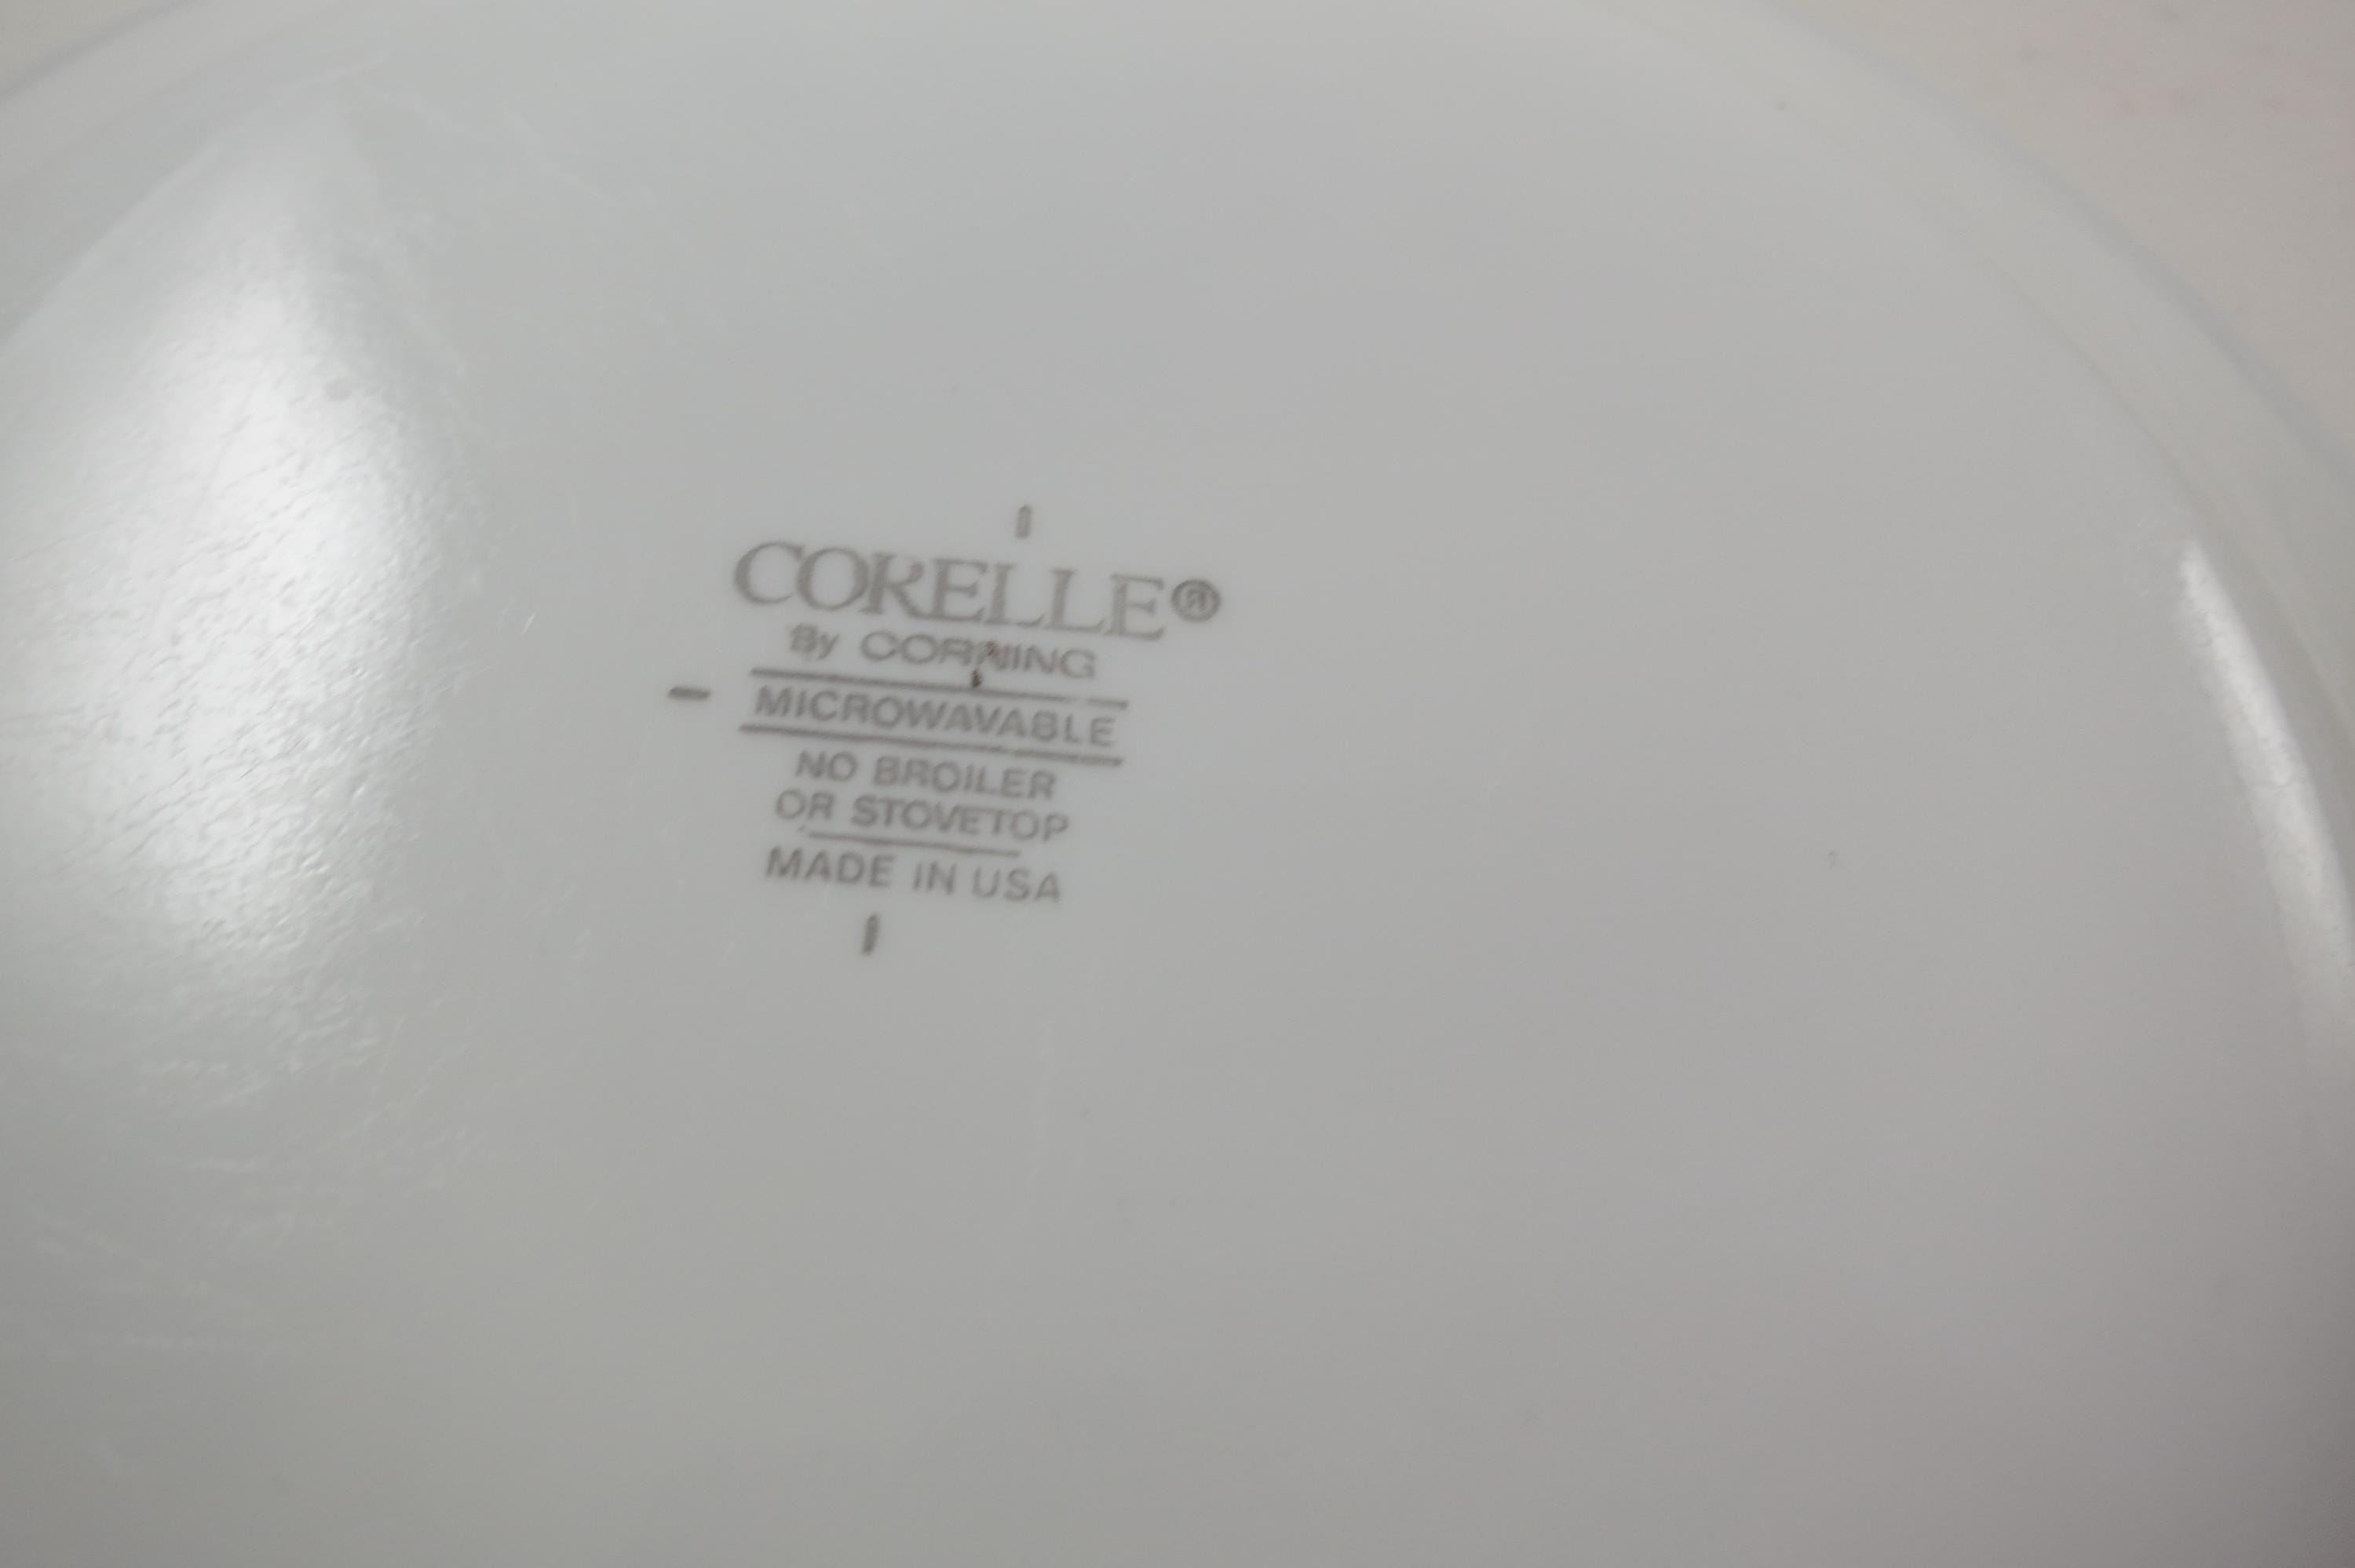 CORELLE®
By CORNING
MICROWAVABLE
NO BROILER
OR STOVETOP
MADE IN USA